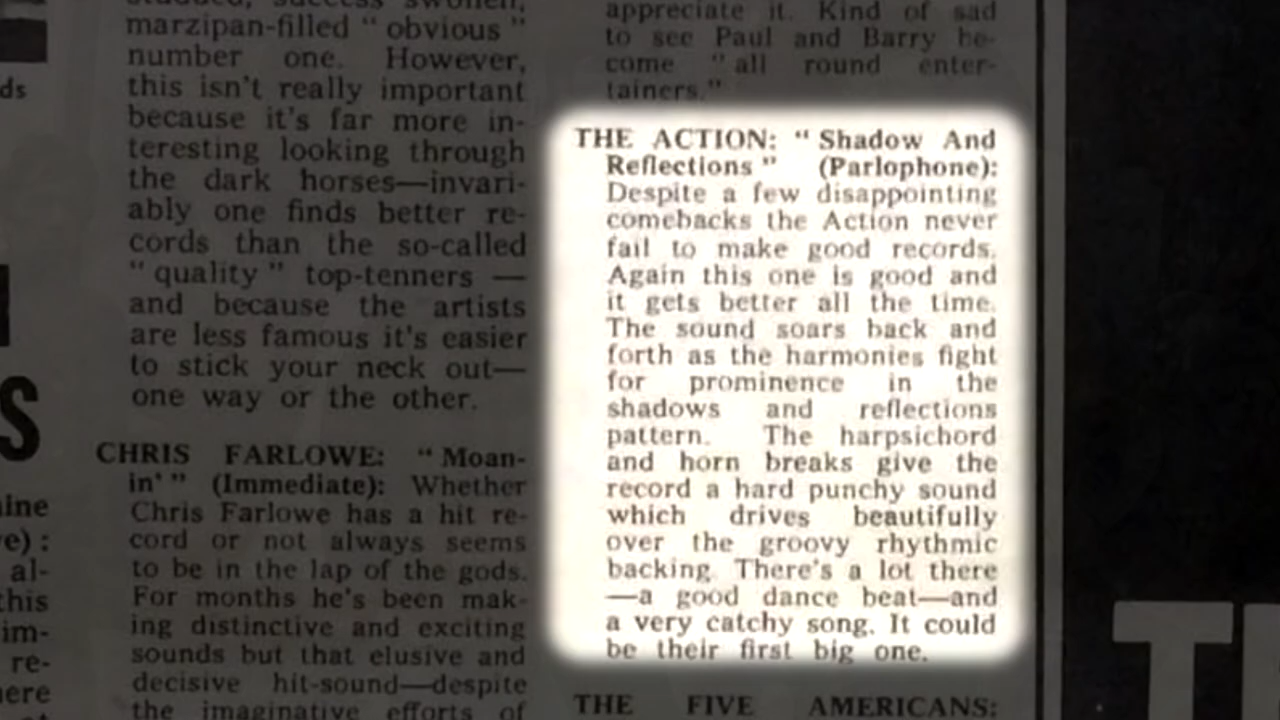 marzipan-filled "obvious"
number one. However,
this isn't really important
because it's far more in-
teresting looking through
the dark horses—invari-
ably one finds better re-
cords than the so-called
"quality" top-tenners —
and because the artists
are less famous it's easier
to stick your neck out—
one way or the other.
CHRIS FARLOWE: "Moan-
in'" (Immediate): Whether
Chris Farlowe has a hit re-
cord or not always seems
to be in the lap of the gods.
For months he's been mak-
ing distinctive and exciting
sounds but that elusive and
decisive hit-sound—despite
the imaginative efforts of
appreciate it. Kind of sad
to see Paul and Barry be-
come "all round enter-
tainers."
THE ACTION: "Shadow And
Reflections" (Parlophone):
Despite a few disappointing
comebacks the Action never
fail to make good records.
Again this one is good and
it gets better all the time.
The sound soars back and
forth as the harmonies fight
for prominence in the
shadows and reflections
pattern. The harpsichord
and horn breaks give the
record a hard punchy sound
which drives beautifully
over the groovy rhythmic
backing. There's a lot there
—a good dance beat—and
a very catchy song. It could
be their first big one.
THE FIVE AMERICANS: